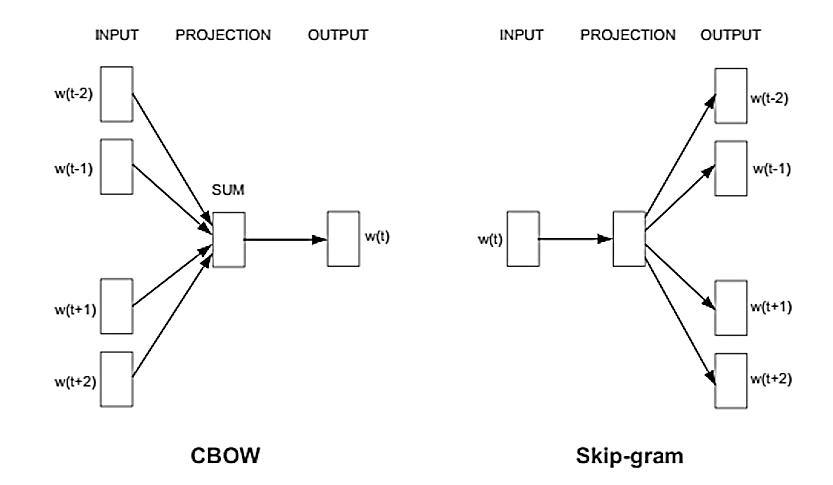 INPUT PROJECTION OUTPUT
w(t-2)
w(t-1)
SUM
w(t)
w(t+1)
w(t+2)
CBOW
INPUT PROJECTION OUTPUT
w(t-2)
w(t-1)
w(t)
w(t+1)
w(t+2)
Skip-gram